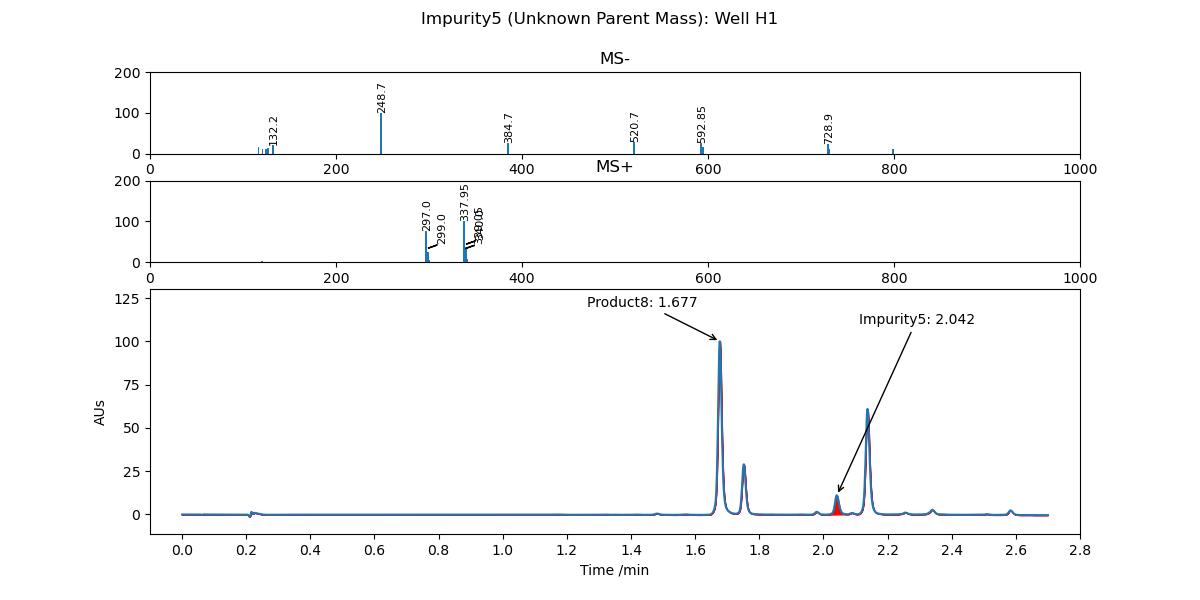 Impurity5 (Unknown Parent Mass): Well H1
MS-
200
100
0
132.2
248.7
384.7
520.7
592.85
728.9
0 200 400 600 800 1000
MS+
200
100
0
297.0
299.0
337.95
0 200 400 600 800 1000
125
100
75
50
25
0
AUs
Product8: 1.677
Impurity5: 2.042
0.0 0.2 0.4 0.6 0.8 1.0 1.2 1.4 1.6 1.8 2.0 2.2 2.4 2.6 2.8
Time /min